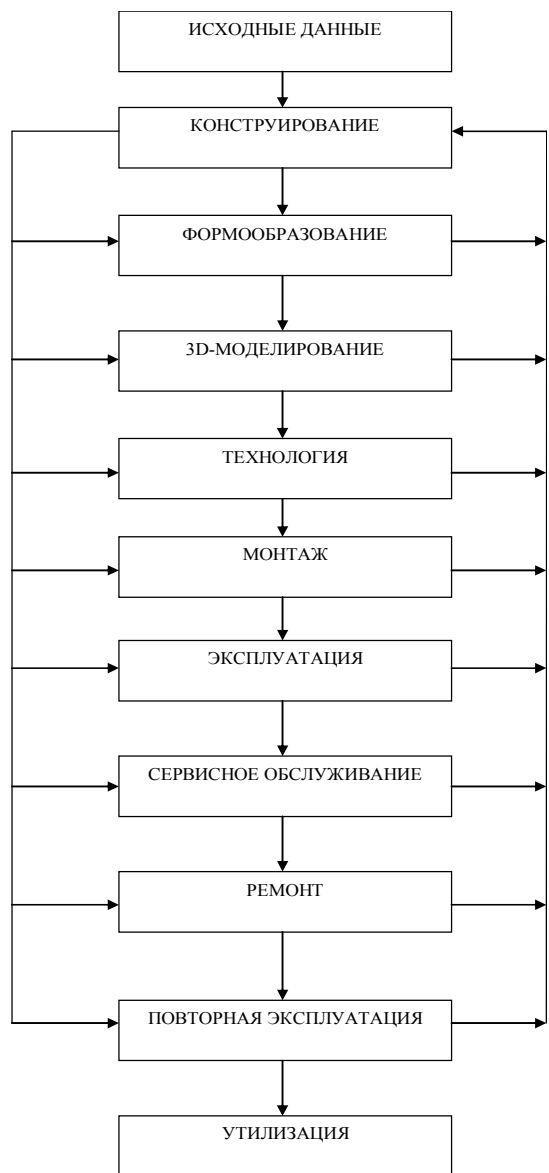 ИСХОДНЫЕ ДАННЫЕ
КОНСТРУИРОВАНИЕ
ФОРМООБРАЗОВАНИЕ
3D-МОДЕЛИРОВАНИЕ
ТЕХНОЛОГИЯ
МОНТАЖ
ЭКСПЛУАТАЦИЯ
СЕРВИСНОЕ ОБСЛУЖИВАНИЕ
РЕМОНТ
ПОВТОРНАЯ ЭКСПЛУАТАЦИЯ
УТИЛИЗАЦИЯ